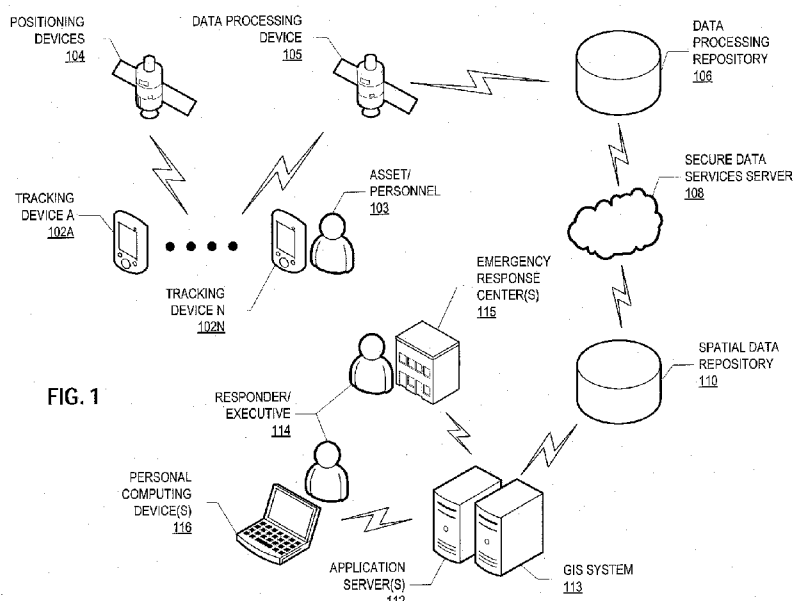 POSITIONING
DEVICES
104
DATA PROCESSING
DEVICE
105
DATA
PROCESSING
REPOSITORY
106
ASSET/
PERSONNEL
103
SECURE DATA
SERVICES SERVER
108
TRACKING
DEVICE A
102A
TRACKING
DEVICE N
102N
EMERGENCY
RESPONSE
CENTER(S)
115
SPATIAL DATA
REPOSITORY
110
FIG. 1
RESPONDER/
EXECUTIVE
114
PERSONAL
COMPUTING
DEVICE(S)
116
APPLICATION
SERVER(S)
112
GIS SYSTEM
113